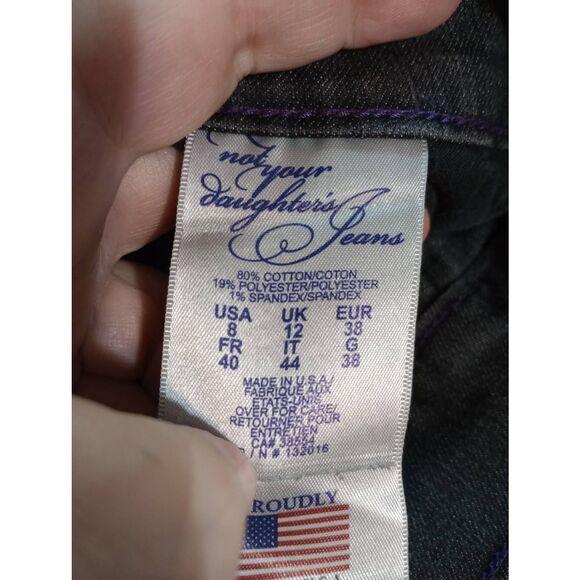 not your
daughter's
Jeans
80% COTTON/COTON
19% POLYESTER/POLYESTER
1% SPANDEX/SPANDEX
USA UK EUR
8 12 38
FR IT G
40 44 38
MADE IN U.S.A./
FABRIQUE AUX
ETATS-UNIS
OVER FOR CARE/
RETOURNER POUR
ENTRETIEN
CA# 38554
/ N # 132016
ROUDLY